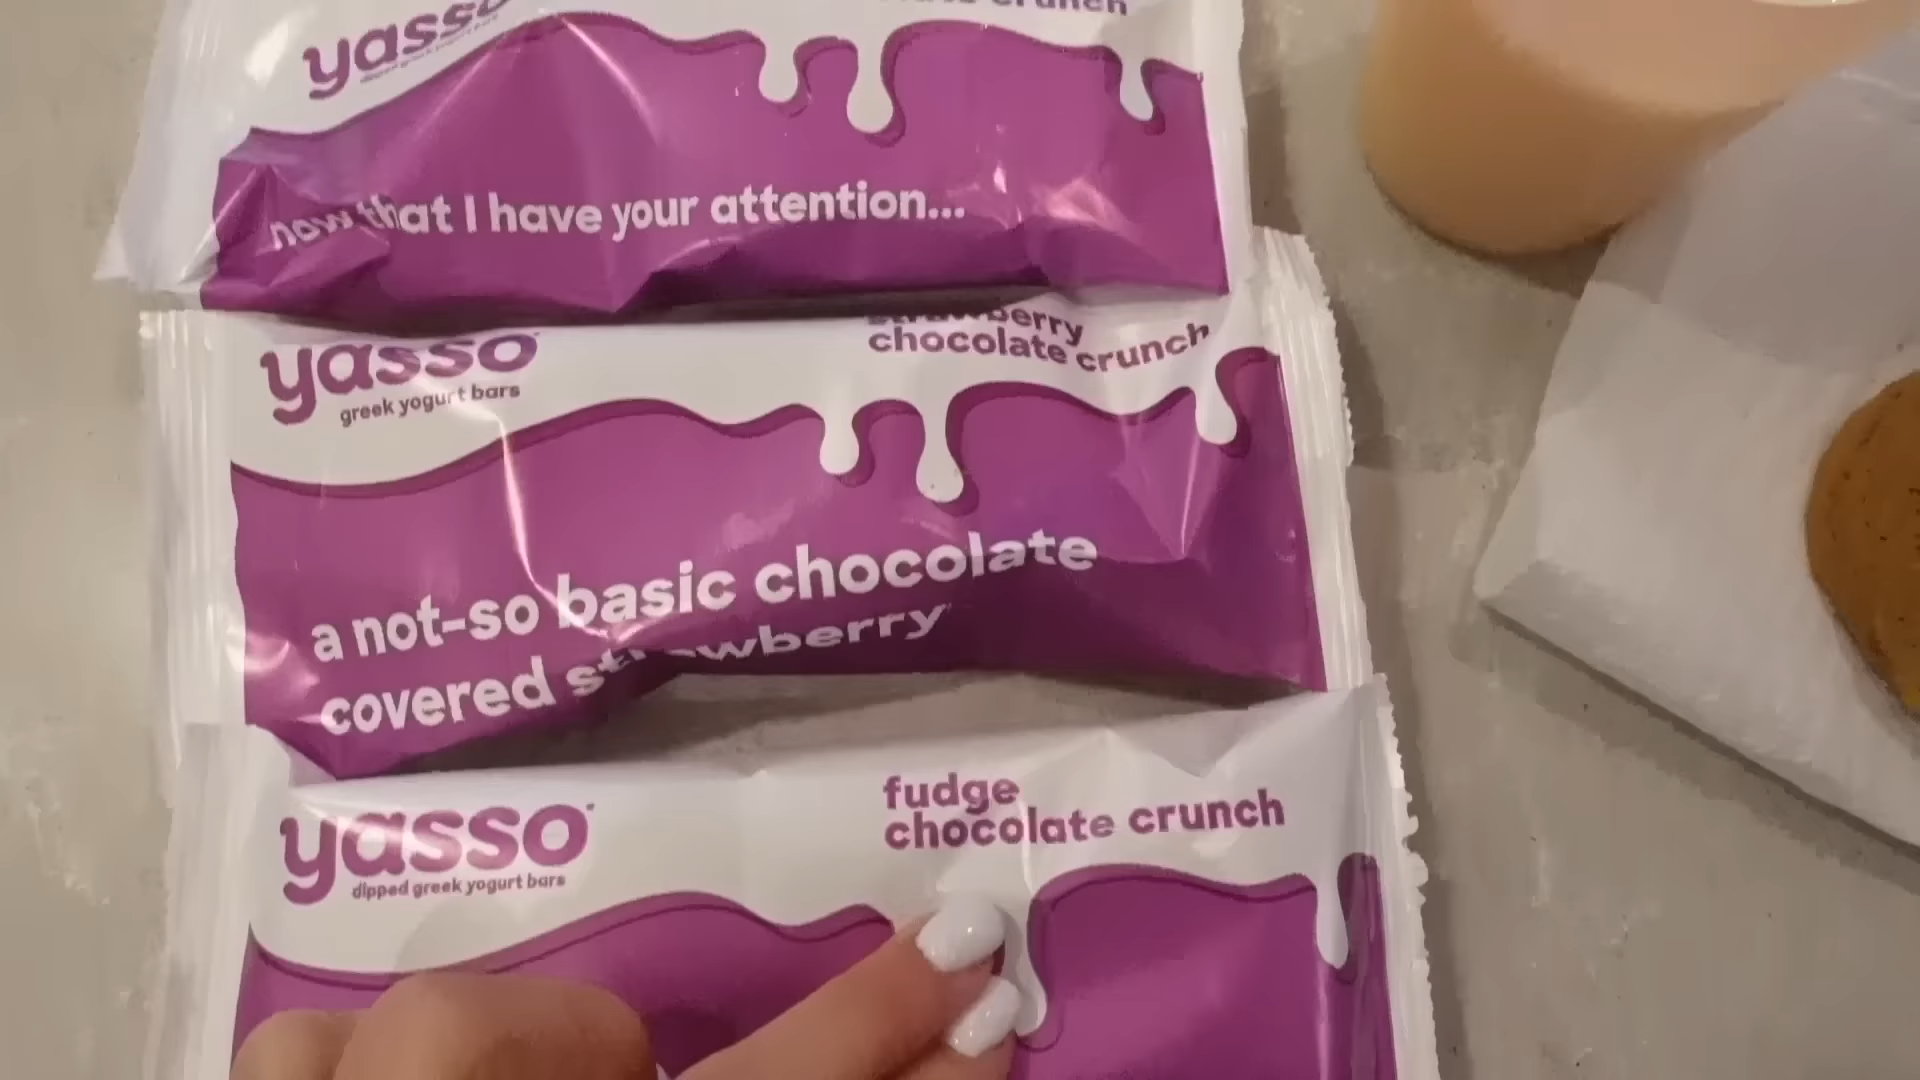 yasso
crunch
now that I have your attention...
yasso
greek yogurt bars
strawberry
chocolate crunch
a not-so basic chocolate
covered strawberry
yasso
dipped greek yogurt bars
fudge
chocolate crunch